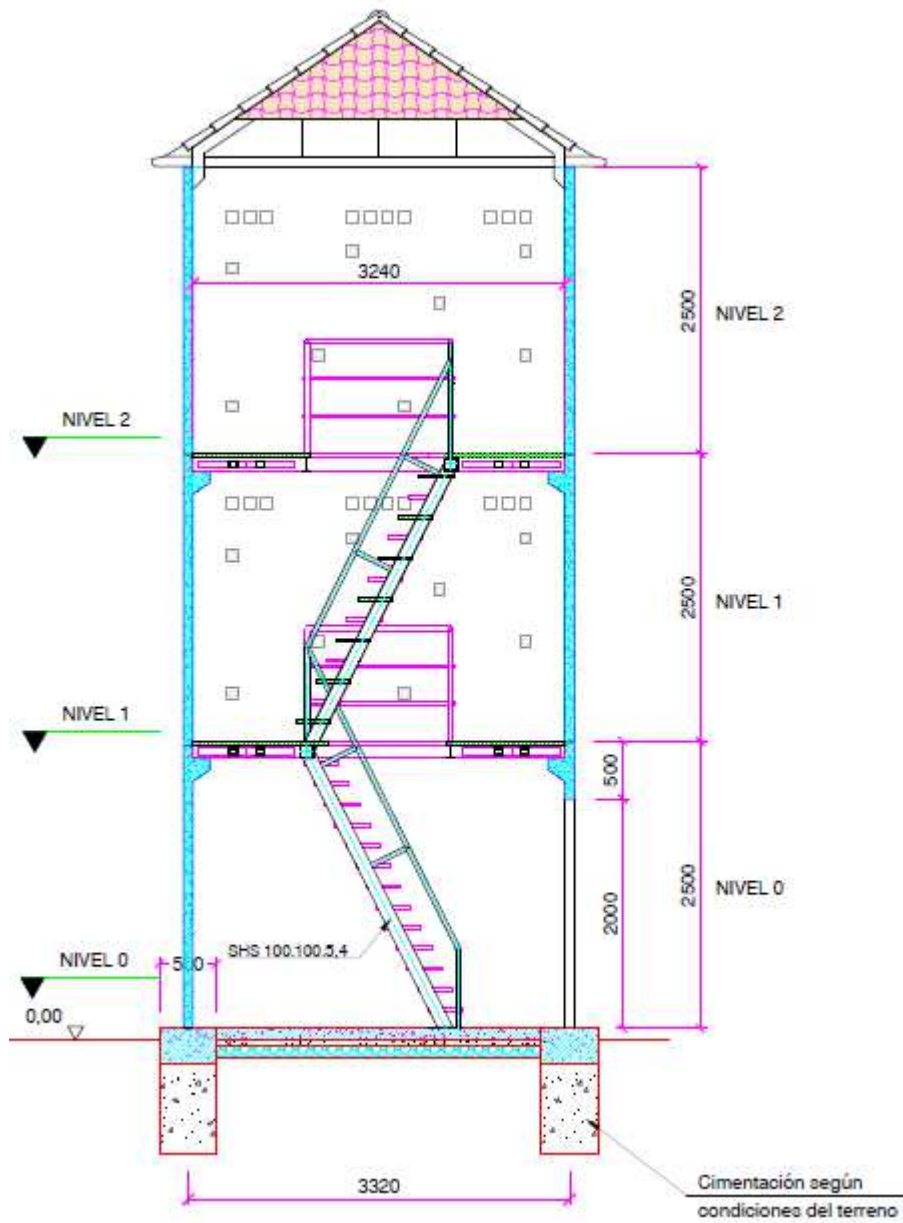 3240
2500
NIVEL 2
NIVEL 2
2500
NIVEL 1
NIVEL 1
500
2500
NIVEL 0
2000
SHS 100.100.5,4
NIVEL 0
500
0,00
3320
Cimentación según
condiciones del terreno